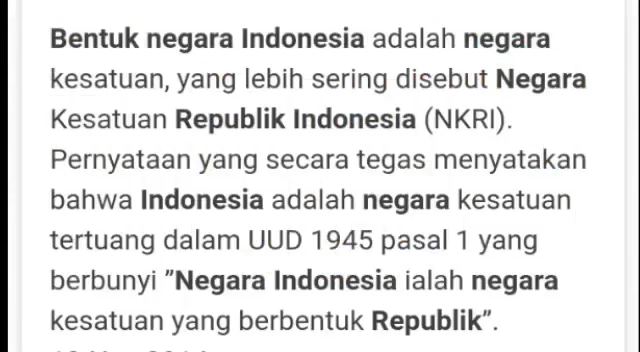 Bentuk negara Indonesia adalah negara
kesatuan, yang lebih sering disebut Negara
Kesatuan Republik Indonesia (NKRI).
Pernyataan yang secara tegas menyatakan
bahwa Indonesia adalah negara kesatuan
tertuang dalam UUD 1945 pasal 1 yang
berbunyi "Negara Indonesia ialah negara
kesatuan yang berbentuk Republik".